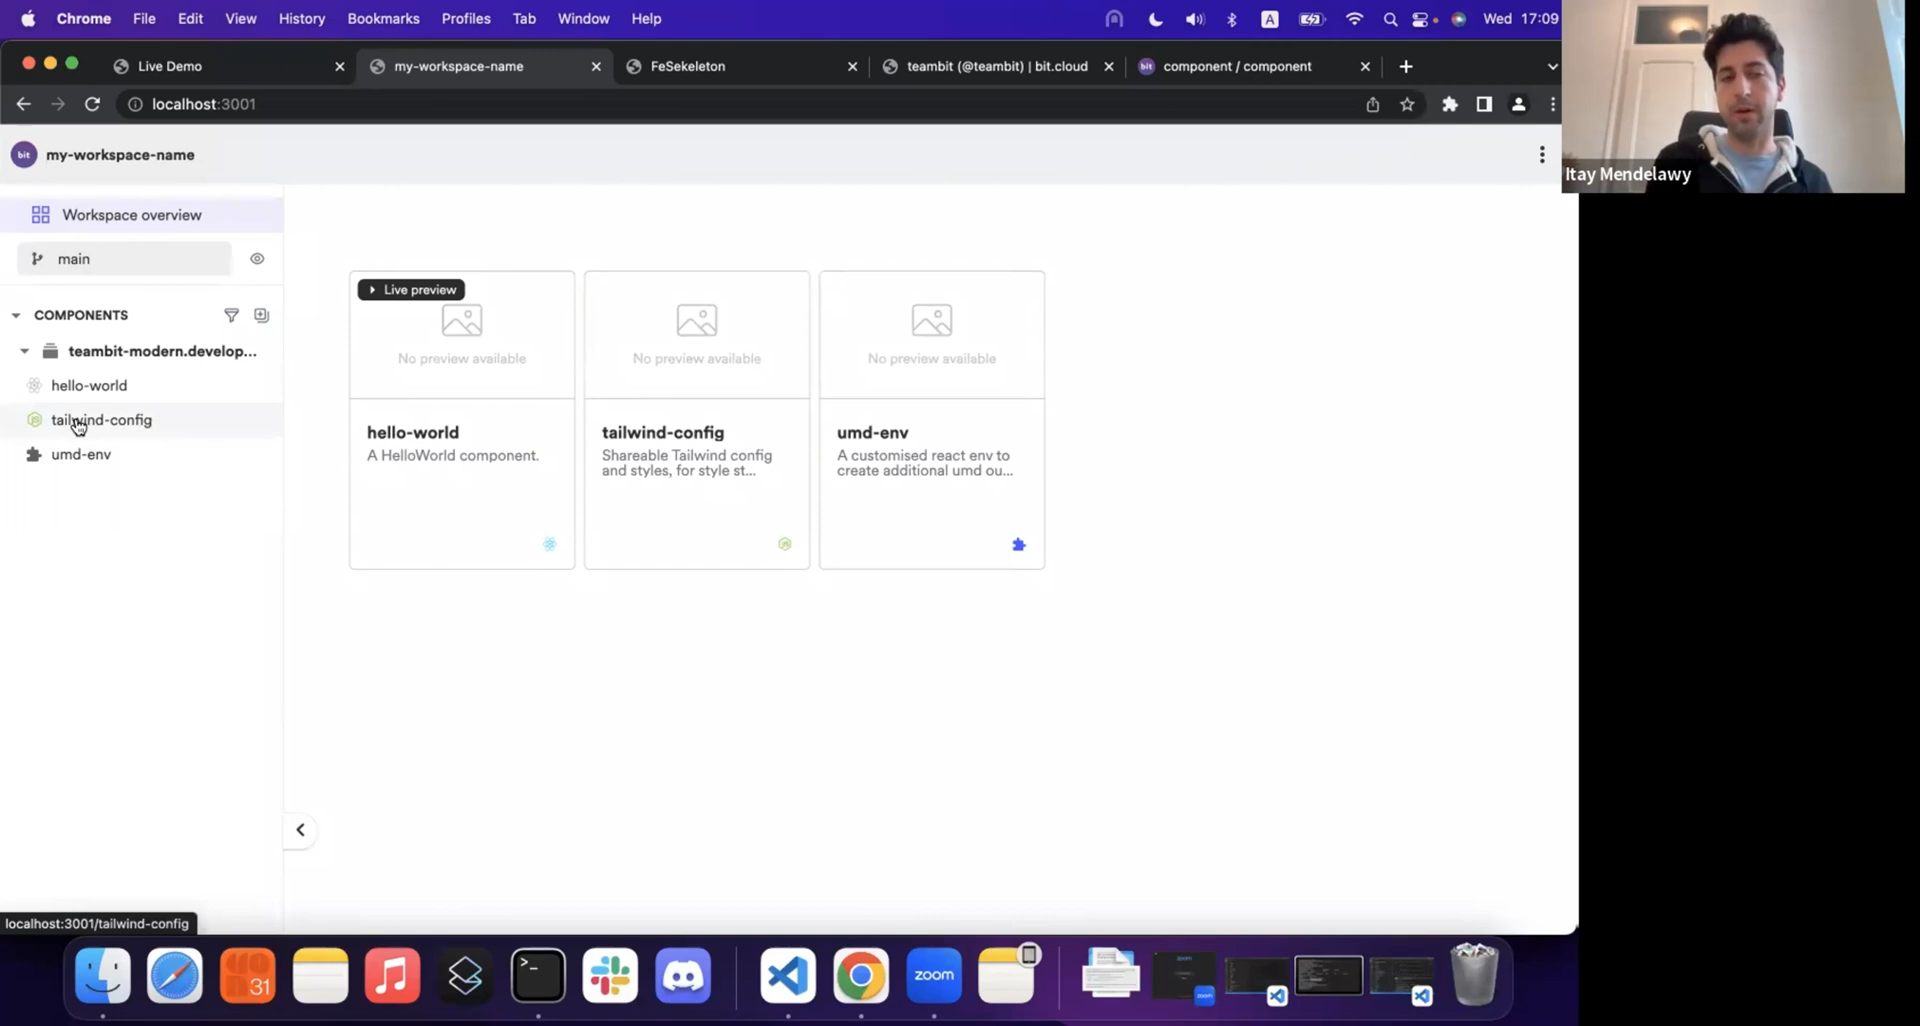 Chrome File Edit View History Bookmarks Profiles Tab Window Help
A
Wed 17:09
Live Demo
my-workspace-name
FeSekeleton
teambit (@teambit) | bit.cloud
bit
component / component
localhost:3001
bit
my-workspace-name
Itay Mendelawy
Workspace overview
main
COMPONENTS
teambit-modern.develop...
hello-world
tailwind-config
umd-env
Live preview
No preview available
No preview available
No preview available
hello-world
A HelloWorld component.
tailwind-config
Shareable Tailwind config
and styles, for style st...
umd-env
A customised react env to
create additional umd ou...
localhost:3001/tailwind-config
31
zoom